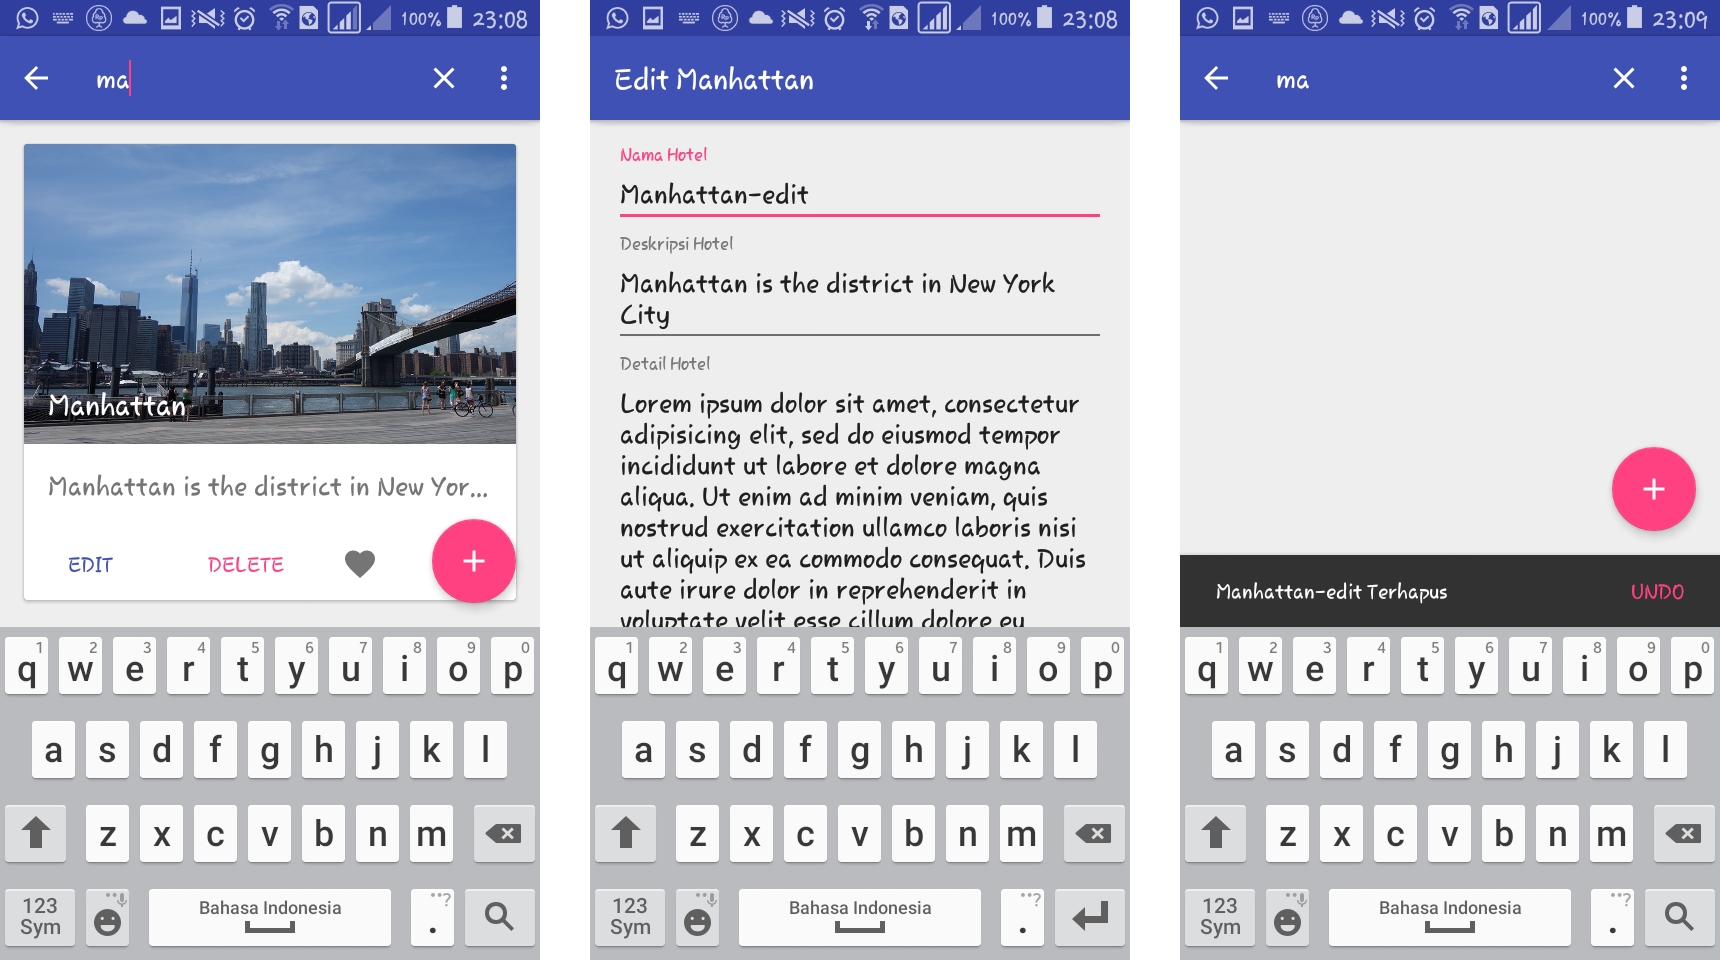 100% 23:08
ma
Manhattan
Manhattan is the district in New Yor...
EDIT DELETE
1 2 3 4 5 6 7 8 9 0
q w e r t y u i o p
a s d f g h j k l
z x c v b n m
123 Sym Bahasa Indonesia . ?
100% 23:08
Edit Manhattan
Nama Hotel
Manhattan-edit
Deskripsi Hotel
Manhattan is the district in New York
City
Detail Hotel
Lorem ipsum dolor sit amet, consectetur
adipisicing elit, sed do eiusmod tempor
incididunt ut labore et dolore magna
aliqua. Ut enim ad minim veniam, quis
nostrud exercitation ullamco laboris nisi
ut aliquip ex ea commodo consequat. Duis
aute irure dolor in reprehenderit in
voluptate velit esse cillum dolore eu
1 2 3 4 5 6 7 8 9 0
q w e r t y u i o p
a s d f g h j k l
z x c v b n m
123 Sym Bahasa Indonesia . ?
100% 23:09
ma
Manhattan-edit Terhapus UNDO
1 2 3 4 5 6 7 8 9 0
q w e r t y u i o p
a s d f g h j k l
z x c v b n m
123 Sym Bahasa Indonesia . ?